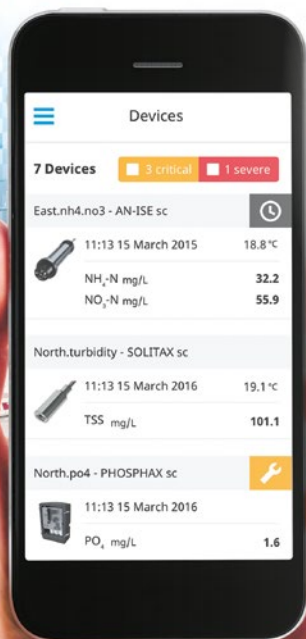 Devices
7 Devices 3 critical 1 severe
East.nh4.no3 - AN-ISE sc
11:13 15 March 2015 18.8°C
NH₄-N mg/L 32.2
NO₃-N mg/L 55.9
North.turbidity - SOLITAX sc
11:13 15 March 2016 19.1°C
TSS mg/L 101.1
North.po4 - PHOSPHAX sc
11:13 15 March 2016
PO₄ mg/L 1.6